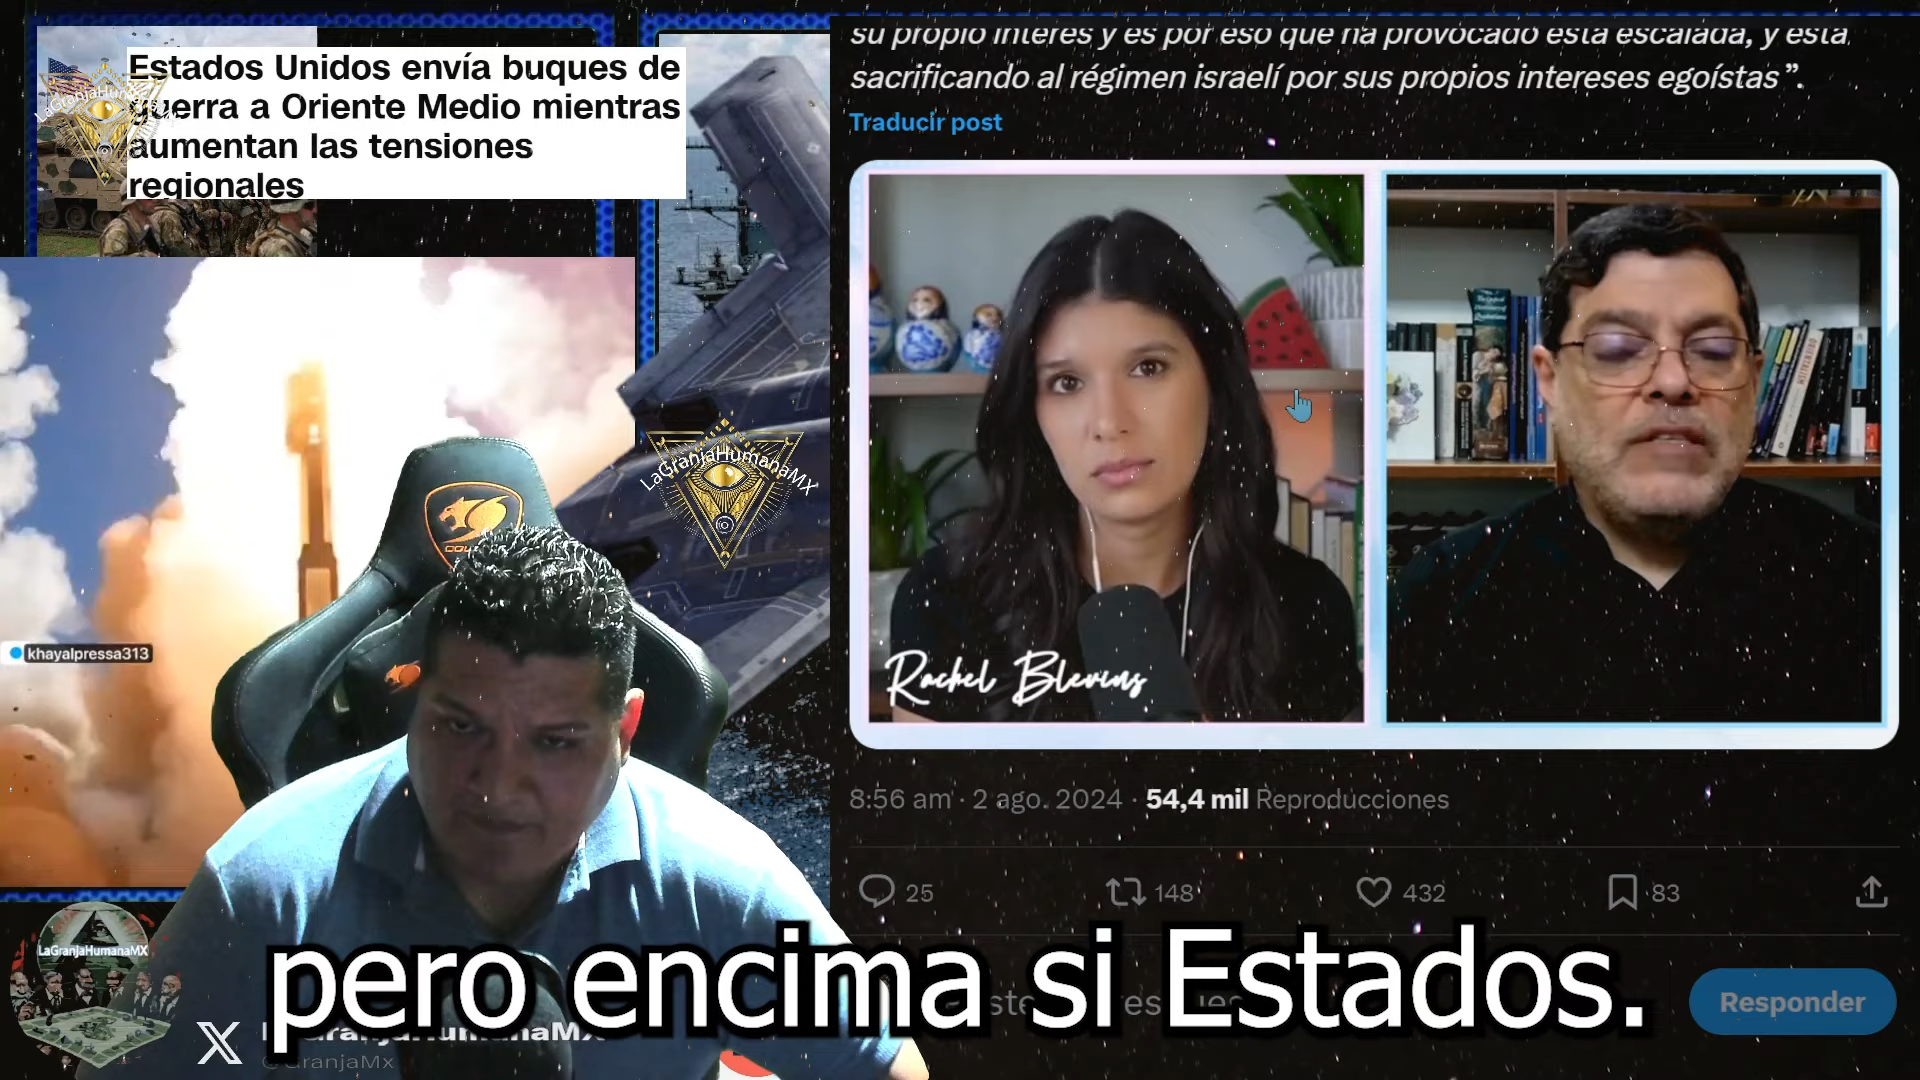 Estados Unidos envía buques de
guerra a Oriente Medio mientras
aumentan las tensiones
regionales
LaGranjaHumanaMX
su propio interés y es por eso que ha provocado esta escalada, y está
sacrificando al régimen israelí por sus propios intereses egoístas”.
Traducir post
Rachel Blevins
LaGranjaHumanaMX
khayalpressa313
8:56 am · 2 ago. 2024 · 54,4 mil Reproducciones
25 148 432 83
LaGranjaHumanaMX
pero encima si Estados.
Responder